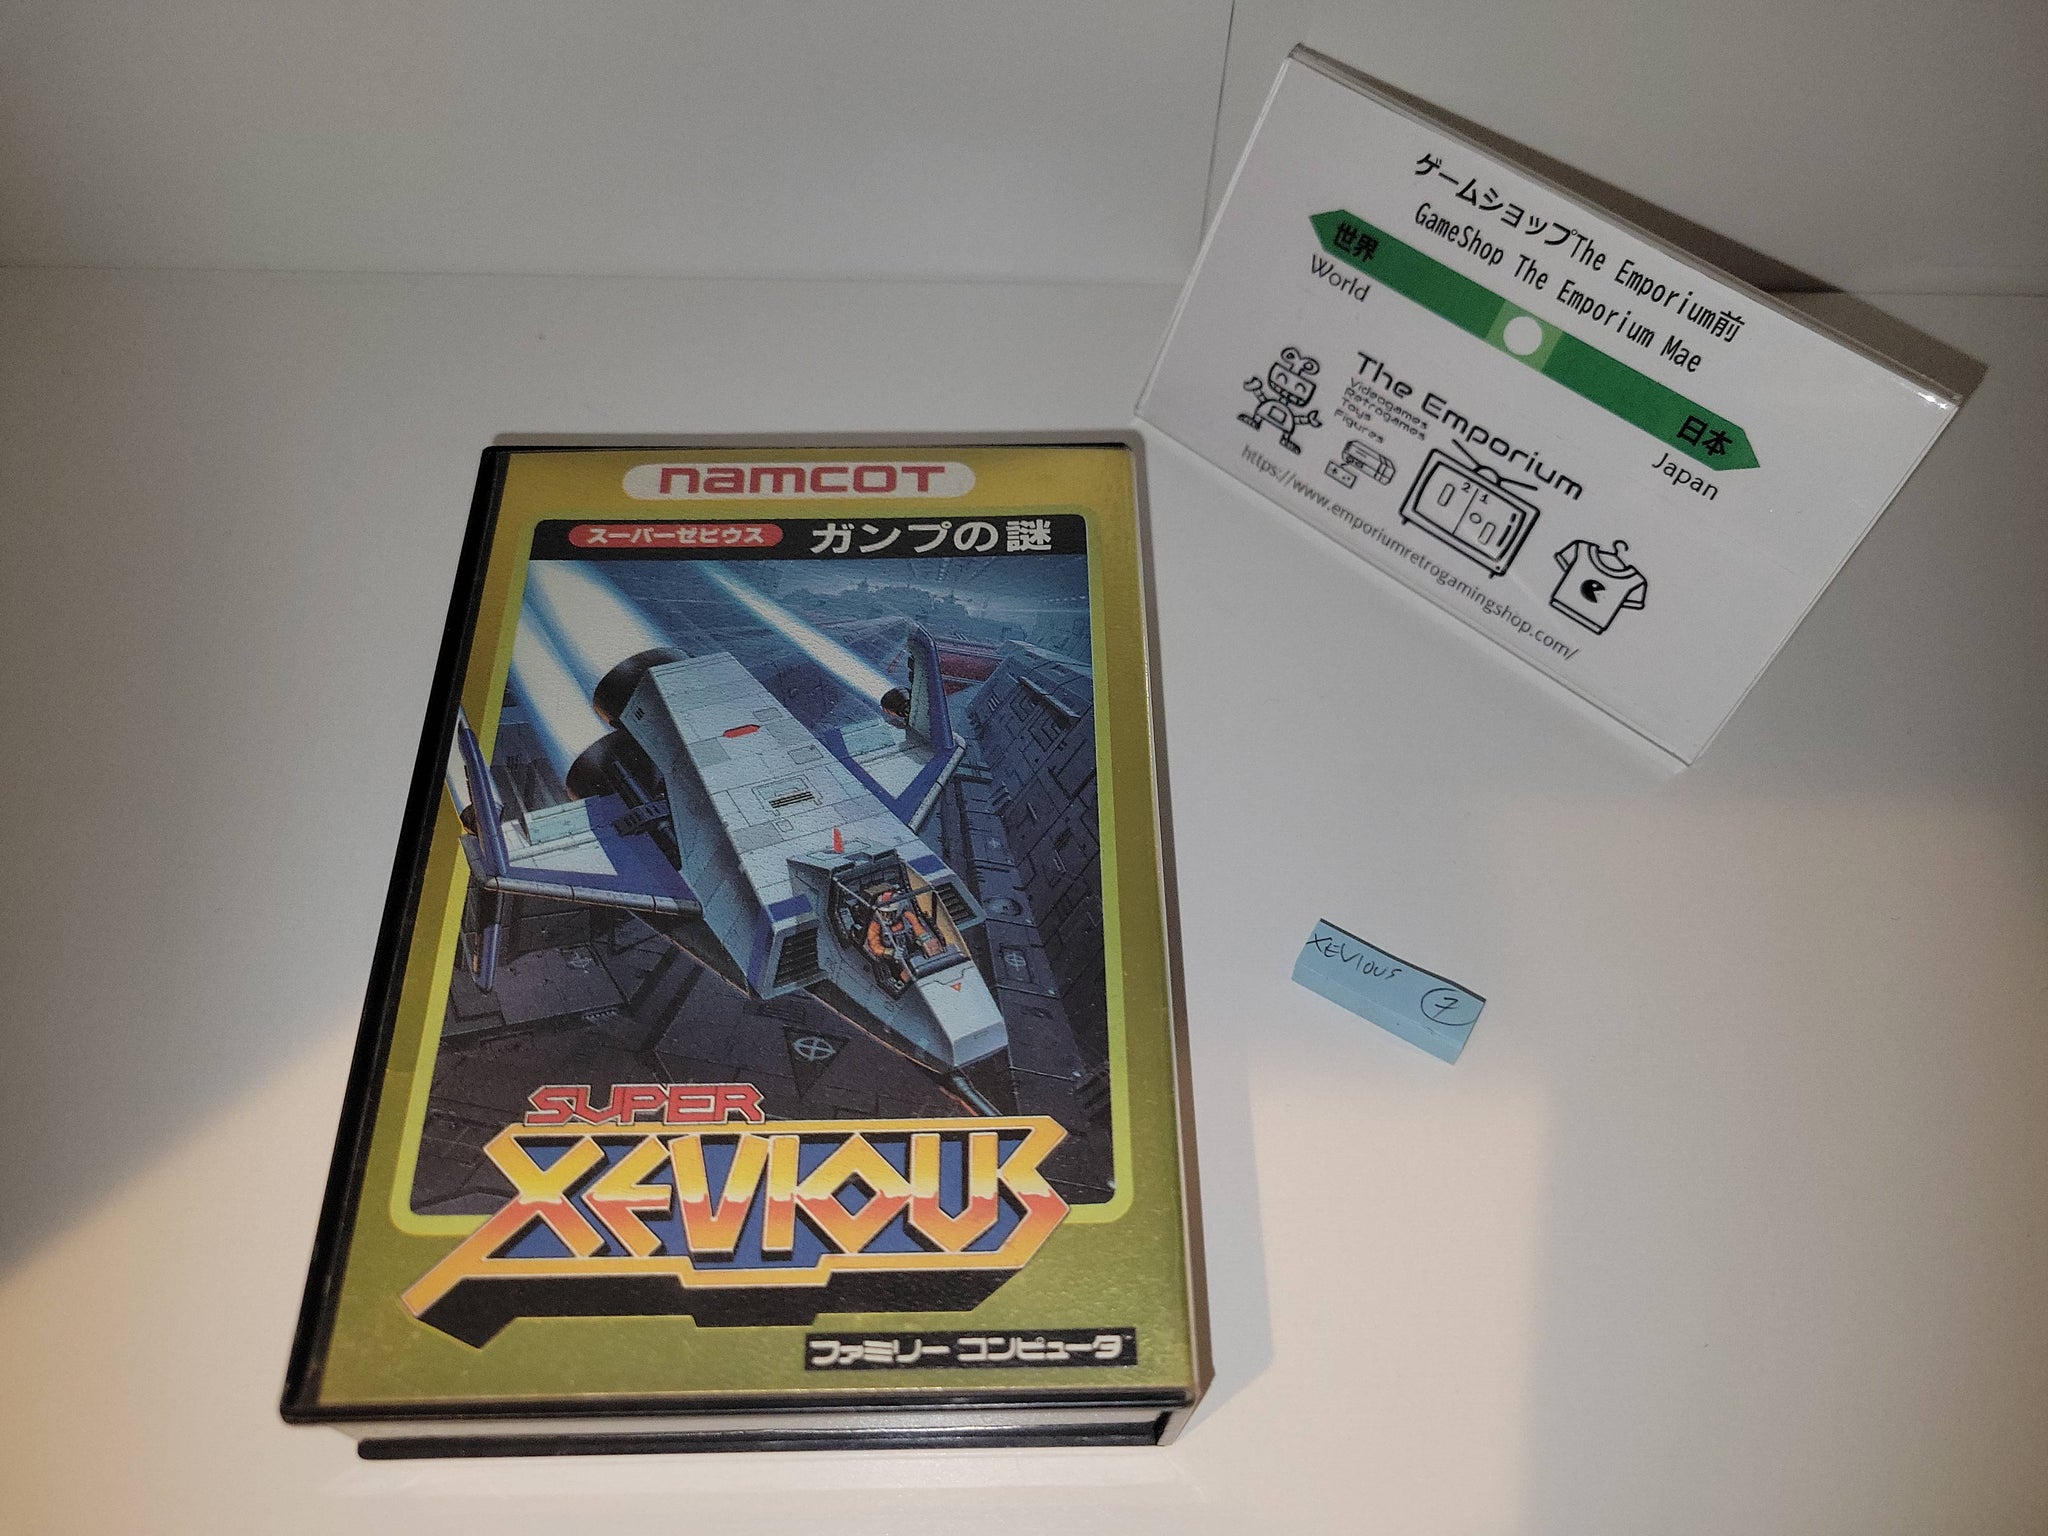 namcot
スーパーゼビウス ガンプの謎
SUPER
XEVIOUS
ファミリー コンピュータ
ゲームショップThe Emporium前
GameShop The Emporium Mae
世界
World
日本
Japan
The Emporium
Videogames
Retrogames
Toys
Figures
2 1
https://www.emporiumretrogamingshop.com/
XEVIOUS 7